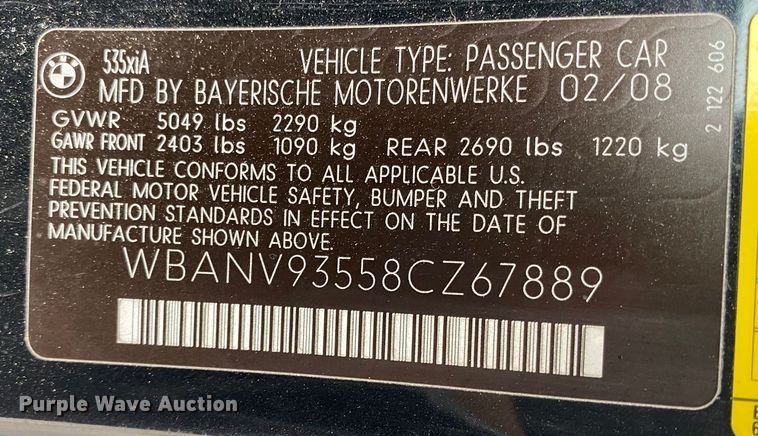 BMW
535xiA
VEHICLE TYPE: PASSENGER CAR
MFD BY BAYERISCHE MOTORENWERKE 02/08
GVWR 5049 lbs 2290 kg
GAWR FRONT 2403 lbs 1090 kg REAR 2690 lbs 1220 kg
THIS VEHICLE CONFORMS TO ALL APPLICABLE U.S.
FEDERAL MOTOR VEHICLE SAFETY, BUMPER AND THEFT
PREVENTION STANDARDS IN EFFECT ON THE DATE OF
MANUFACTURE SHOWN ABOVE.
WBANV93558CZ67889
2 122 606
Purple Wave Auction